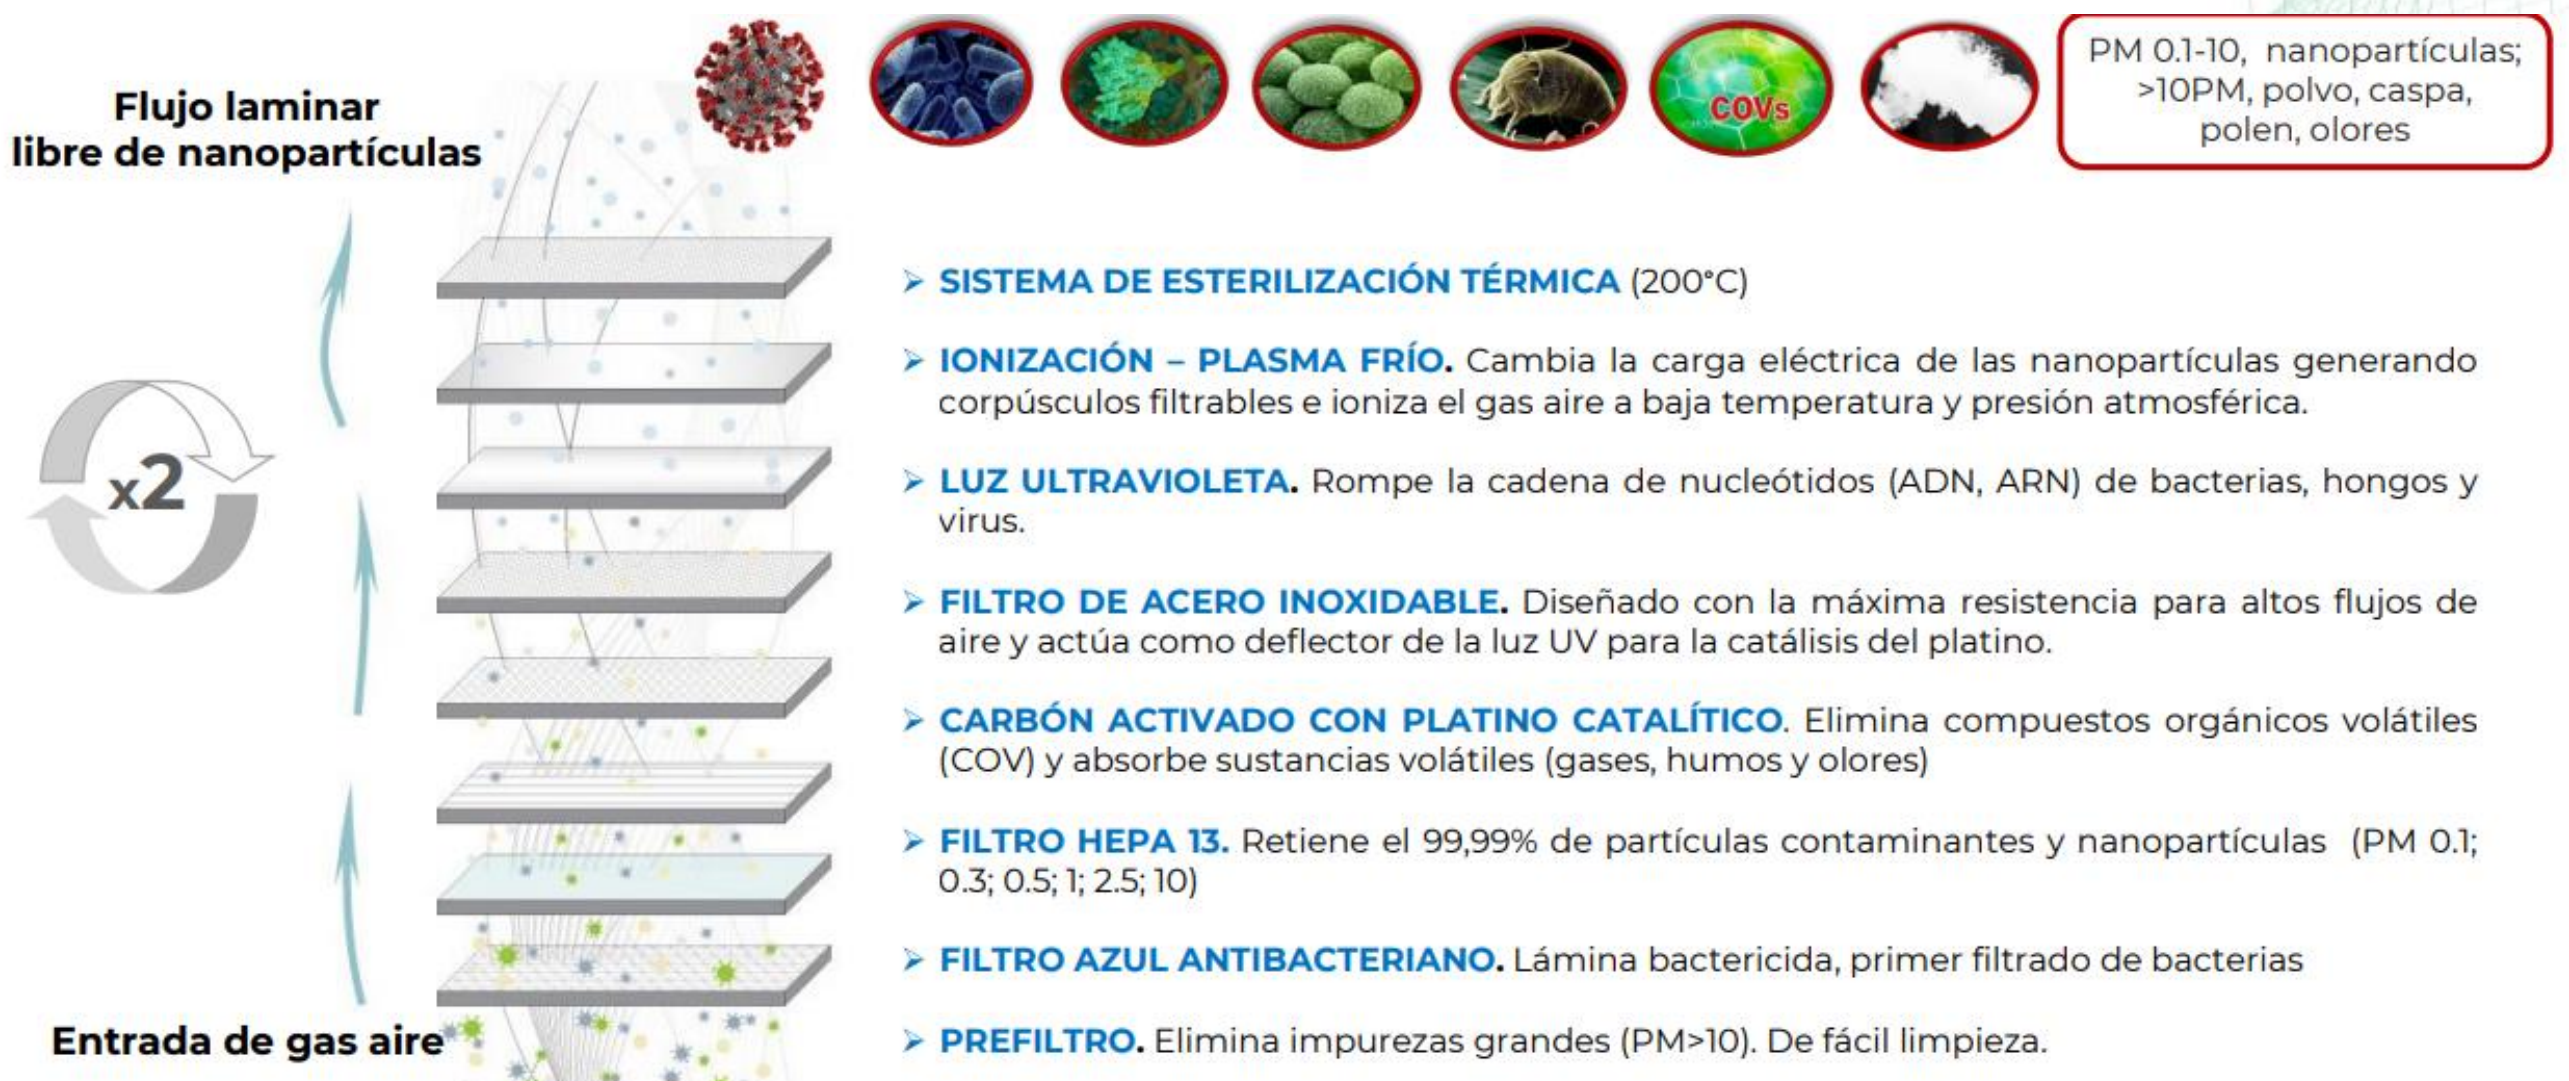 PM 0.1-10, nanopartículas;
>10PM, polvo, caspa,
polen, olores
COVs
Flujo laminar
libre de nanopartículas
SISTEMA DE ESTERILIZACIÓN TÉRMICA (200°C)
IONIZACIÓN – PLASMA FRÍO. Cambia la carga eléctrica de las nanopartículas generando
corpúsculos filtrables e ioniza el gas aire a baja temperatura y presión atmosférica.
x2
LUZ ULTRAVIOLETA. Rompe la cadena de nucleótidos (ADN, ARN) de bacterias, hongos y
virus.
FILTRO DE ACERO INOXIDABLE. Diseñado con la máxima resistencia para altos flujos de
aire y actúa como deflector de la luz UV para la catálisis del platino.
CARBÓN ACTIVADO CON PLATINO CATALÍTICO. Elimina compuestos orgánicos volátiles
(COV) y absorbe sustancias volátiles (gases, humos y olores)
FILTRO HEPA 13. Retiene el 99,99% de partículas contaminantes y nanopartículas (PM 0.1;
0.3; 0.5; 1; 2.5; 10)
FILTRO AZUL ANTIBACTERIANO. Lámina bactericida, primer filtrado de bacterias
PREFILTRO. Elimina impurezas grandes (PM>10). De fácil limpieza.
Entrada de gas aire